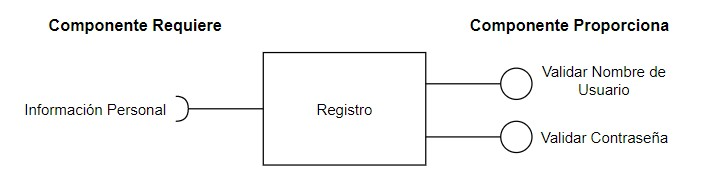 Componente Requiere
Componente Proporciona
Información Personal
Registro
Validar Nombre de
Usuario
Validar Contraseña